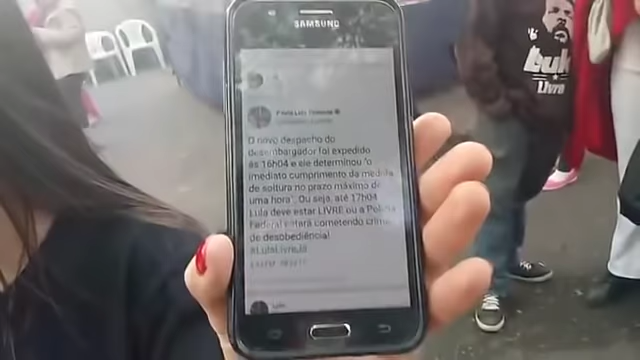 SAMSUNG
O novo despacho do
desembargador foi expedido
às 16h04 e ele determinou "o
imediato cumprimento da medida
de soltura no prazo máximo de
uma hora". Ou seja, até 17h04
Lula deve estar LIVRE ou a Polícia
Federal estará cometendo crime
de desobediência!
#LulaLivreJá
Livre